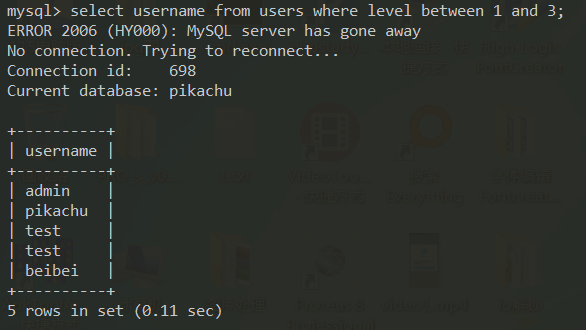 mysql> select username from users where level between 1 and 3;
ERROR 2006 (HY000): MySQL server has gone away
No connection. Trying to reconnect...
Connection id:    698
Current database: pikachu

+----------+
| username |
+----------+
| admin    |
| pikachu  |
| test     |
| test     |
| beibei   |
+----------+
5 rows in set (0.11 sec)